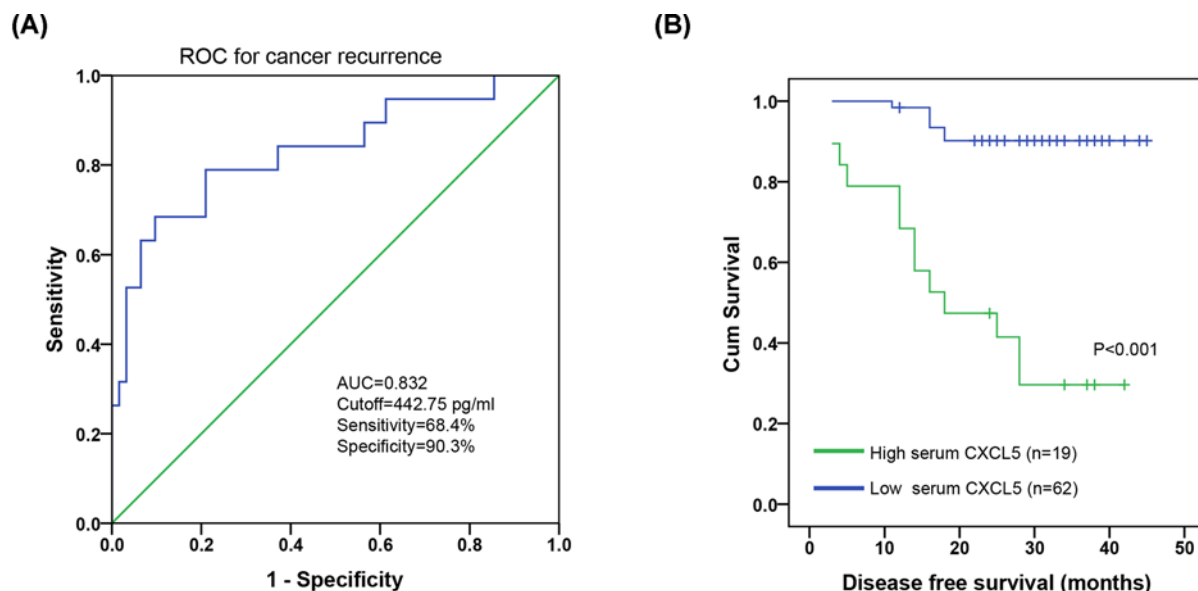 (A)
ROC for cancer recurrence
1.0
0.8
0.6
0.4
0.2
0.0
Sensitivity
AUC=0.832
Cutoff=442.75 pg/ml
Sensitivity=68.4%
Specificity=90.3%
0.0 0.2 0.4 0.6 0.8 1.0
1 - Specificity
(B)
1.0
0.8
0.6
0.4
0.2
0.0
Cum Survival
P<0.001
High serum CXCL5 (n=19)
Low serum CXCL5 (n=62)
0 10 20 30 40 50
Disease free survival (months)